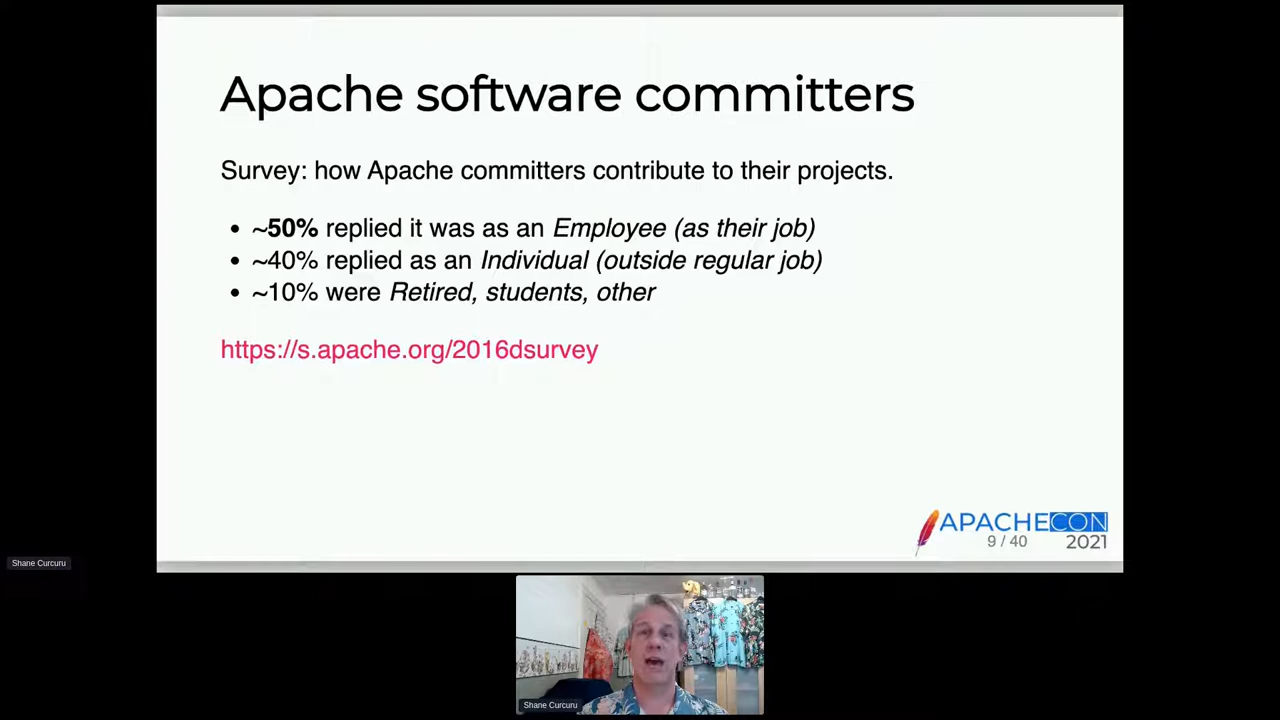 Apache software committers
Survey: how Apache committers contribute to their projects.
• ~50% replied it was as an Employee (as their job)
• ~40% replied as an Individual (outside regular job)
• ~10% were Retired, students, other
https://s.apache.org/2016dsurvey
APACHECON
9 / 40
2021
Shane Curcuru
Shane Curcuru